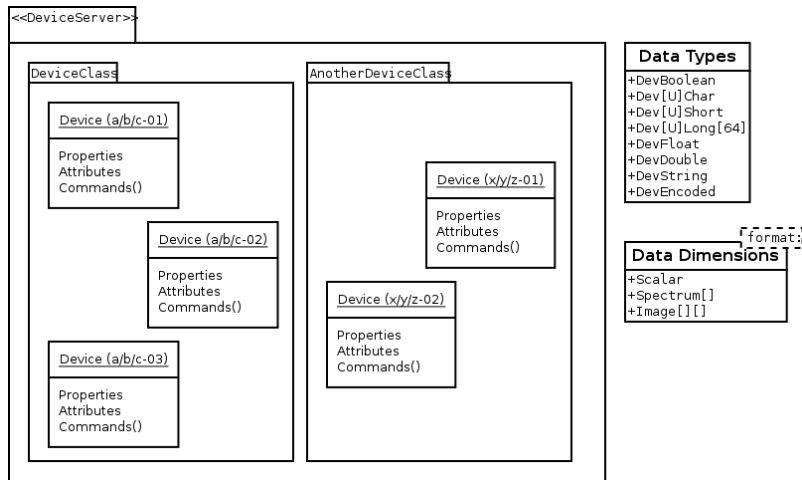 <<DeviceServer>>
DeviceClass
Device (a/b/c-01)
Properties
Attributes
Commands()
Device (a/b/c-02)
Properties
Attributes
Commands()
Device (a/b/c-03)
Properties
Attributes
Commands()
AnotherDeviceClass
Device (x/y/z-01)
Properties
Attributes
Commands()
Device (x/y/z-02)
Properties
Attributes
Commands()
Data Types
+DevBoolean
+Dev[U]Char
+Dev[U]Short
+Dev[U]Long[64]
+DevFloat
+DevDouble
+DevString
+DevEncoded
format:
Data Dimensions
+Scalar
+Spectrum[]
+Image[][]